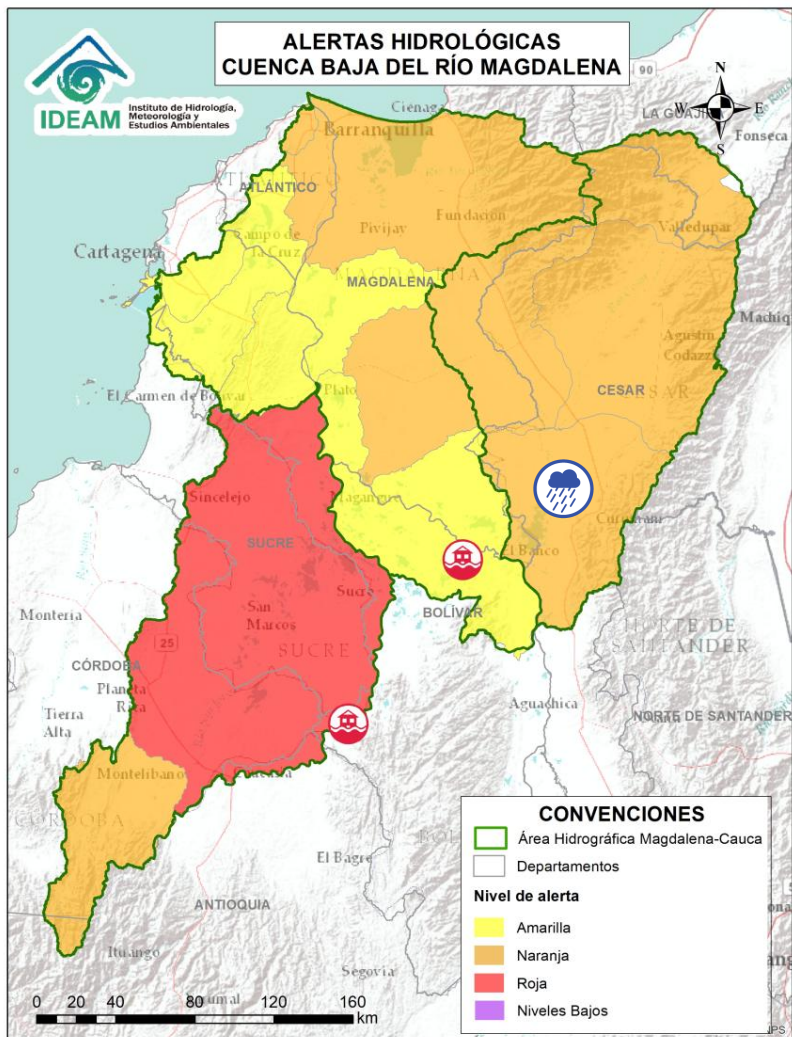 ALERTAS HIDROLÓGICAS
CUENCA BAJA DEL RÍO MAGDALENA
IDEAM
Instituto de Hidrología,
Meteorología y
Estudios Ambientales
N
W
E
S
90
Ciénaga
LA GUAJIRA
Fonseca
Barranquilla
ATLÁNTICO
Pivijay
Fundación
Valledupar
Cartagena
Campo de
la Cruz
MAGDALENA
MAGDALENA
Machiq
Agustín
Codazzi
CESAR
El Carmen de Bolívar
Plato
Sincelejo
Magangué
Curumaní
SUCRE
El Banco
Sucre
Montería
San
Marcos
BOLÍVAR
NORTE DE
SANTANDER
SUCRE
25
CÓRDOBA
Planeta
Rica
Tierra
Alta
Aguachica
NORTE DE SANTANDER
Montelíbano
Caucasia
CÓRDOBA
El Bagre
ANTIOQUIA
Ituango
Segovia
CONVENCIONES
Área Hidrográfica Magdalena-Cauca
Departamentos
Nivel de alerta
Amarilla
Naranja
Roja
Niveles Bajos
0 20 40 80 120 160
km